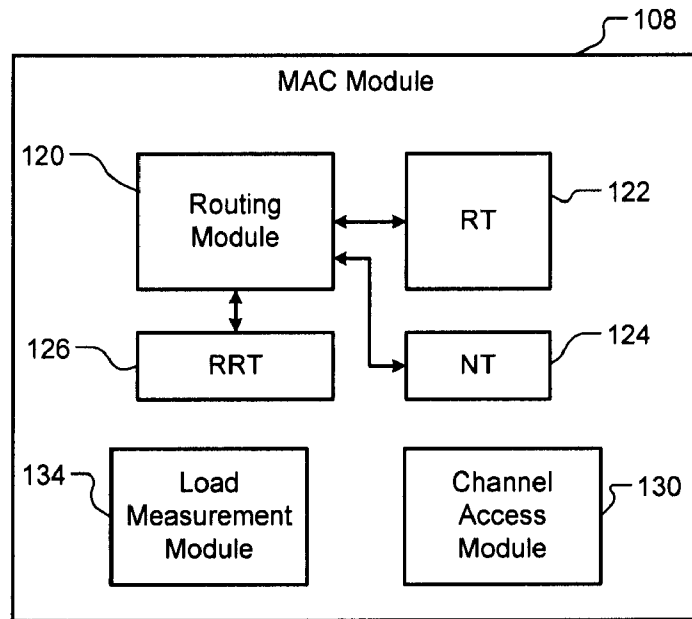 108
MAC Module
120
Routing
Module
RT
122
126
RRT
NT
124
134
Load
Measurement
Module
Channel
Access
Module
130